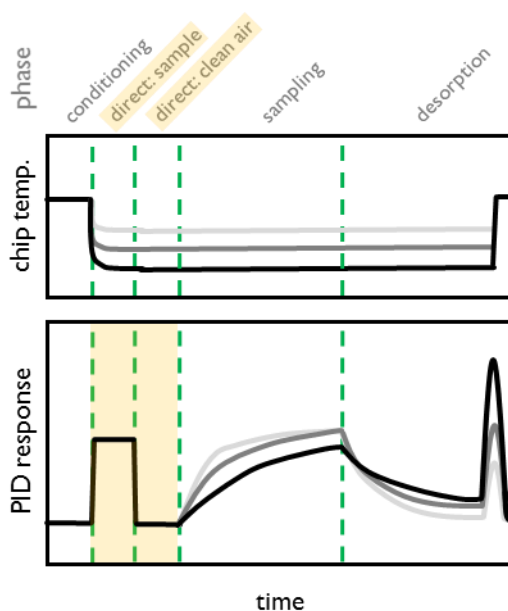 phase
conditioning
direct: sample
direct: clean air
sampling
desorption
chip temp.
PID response
time